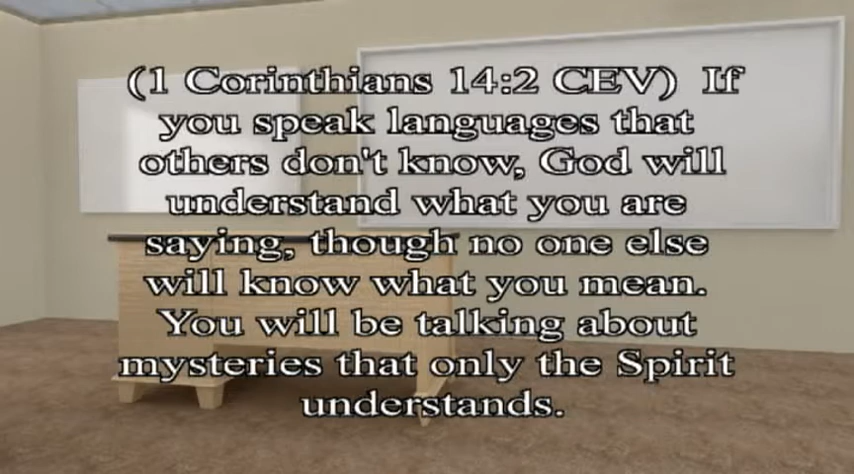 (1 Corinthians 14:2 CEV)  If
you speak languages that
others don't know, God will
understand what you are
saying, though no one else
will know what you mean.
You will be talking about
mysteries that only the Spirit
understands.